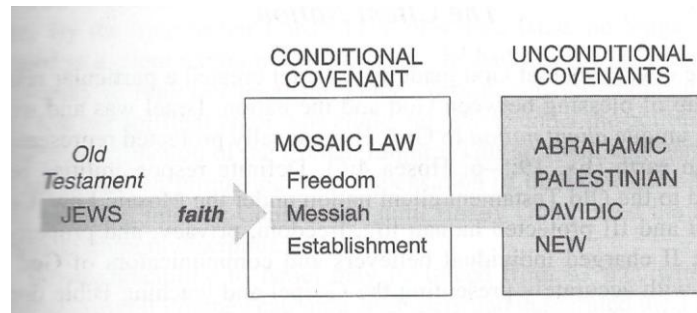 CONDITIONAL
COVENANT
UNCONDITIONAL
COVENANTS
Old
Testament
JEWS faith
MOSAIC LAW
Freedom
Messiah
Establishment
ABRAHAMIC
PALESTINIAN
DAVIDIC
NEW